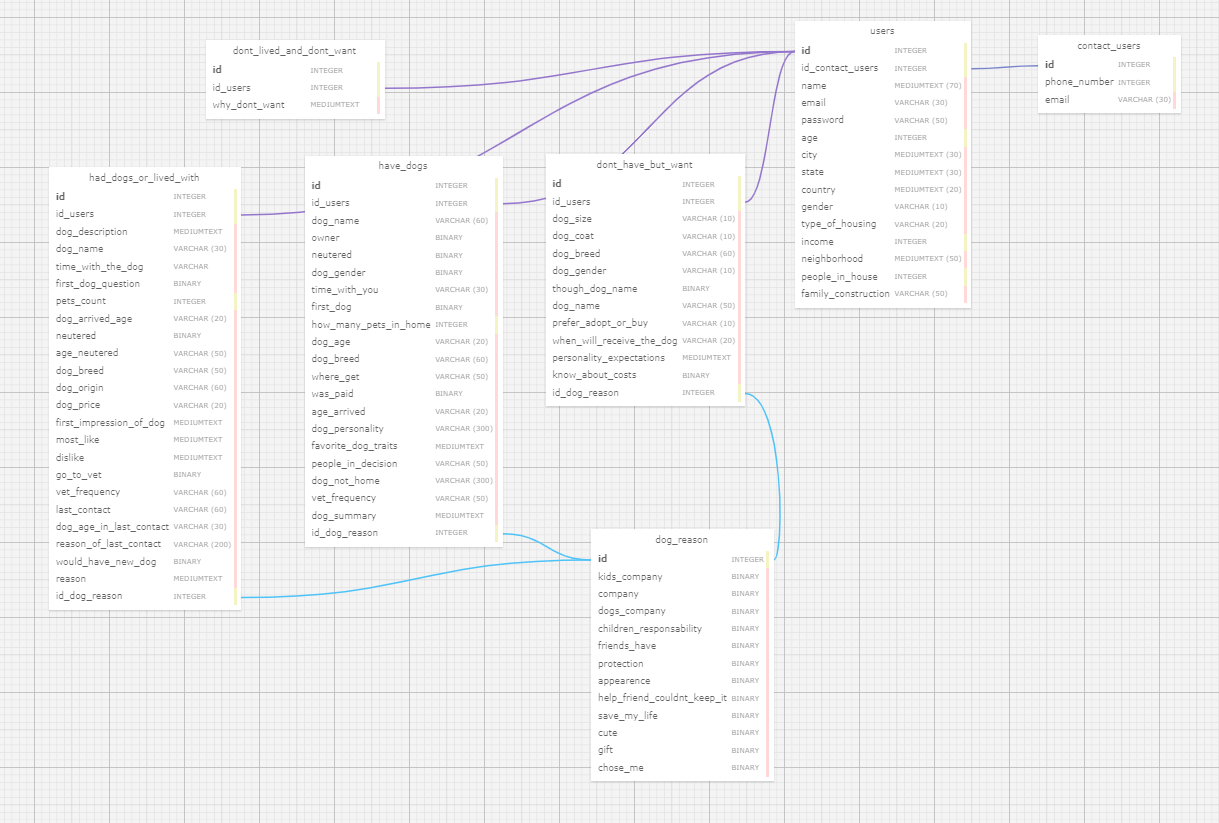 dont_lived_and_dont_want
id INTEGER
id_users INTEGER
why_dont_want MEDIUMTEXT
users
id INTEGER
id_contact_users INTEGER
name MEDIUMTEXT (70)
email VARCHAR (30)
password VARCHAR (50)
age INTEGER
city MEDIUMTEXT (30)
state MEDIUMTEXT (30)
country MEDIUMTEXT (20)
gender VARCHAR (10)
type_of_housing VARCHAR (20)
income INTEGER
neighborhood MEDIUMTEXT (50)
people_in_house INTEGER
family_construction VARCHAR (50)
contact_users
id INTEGER
phone_number INTEGER
email VARCHAR (30)
had_dogs_or_lived_with
id INTEGER
id_users INTEGER
dog_description MEDIUMTEXT
dog_name VARCHAR (30)
time_with_the_dog VARCHAR
first_dog_question BINARY
pets_count INTEGER
dog_arrived_age VARCHAR (20)
neutered BINARY
age_neutered VARCHAR (50)
dog_breed VARCHAR (50)
dog_origin VARCHAR (60)
dog_price VARCHAR (20)
first_impression_of_dog MEDIUMTEXT
most_like MEDIUMTEXT
dislike MEDIUMTEXT
go_to_vet BINARY
vet_frequency VARCHAR (60)
last_contact VARCHAR (60)
dog_age_in_last_contact VARCHAR (30)
reason_of_last_contact VARCHAR (200)
would_have_new_dog BINARY
reason MEDIUMTEXT
id_dog_reason INTEGER
have_dogs
id INTEGER
id_users INTEGER
dog_name VARCHAR (60)
owner BINARY
neutered BINARY
dog_gender BINARY
time_with_you VARCHAR (30)
first_dog BINARY
how_many_pets_in_home INTEGER
dog_age VARCHAR (20)
dog_breed VARCHAR (60)
where_get VARCHAR (50)
was_paid BINARY
age_arrived VARCHAR (20)
dog_personality VARCHAR (300)
favorite_dog_traits MEDIUMTEXT
people_in_decision VARCHAR (50)
dog_not_home VARCHAR (300)
vet_frequency VARCHAR (50)
dog_summary MEDIUMTEXT
id_dog_reason INTEGER
dont_have_but_want
id INTEGER
id_users INTEGER
dog_size VARCHAR (10)
dog_coat VARCHAR (10)
dog_breed VARCHAR (60)
dog_gender VARCHAR (10)
though_dog_name BINARY
dog_name VARCHAR (50)
prefer_adopt_or_buy VARCHAR (10)
when_will_receive_the_dog VARCHAR (20)
personality_expectations MEDIUMTEXT
know_about_costs BINARY
id_dog_reason INTEGER
dog_reason
id INTEGER
kids_company BINARY
company BINARY
dogs_company BINARY
children_responsability BINARY
friends_have BINARY
protection BINARY
appearence BINARY
help_friend_couldnt_keep_it BINARY
save_my_life BINARY
cute BINARY
gift BINARY
chose_me BINARY